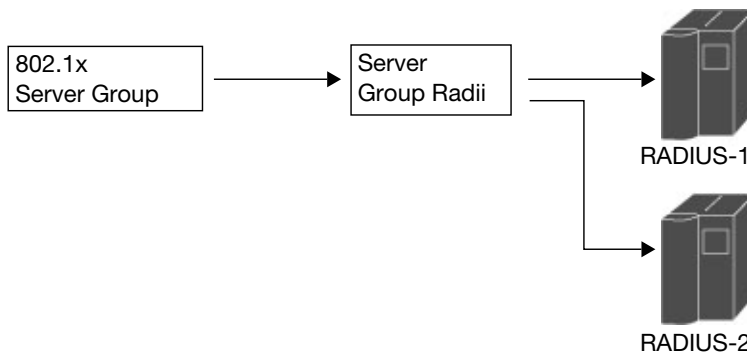 802.1x
Server Group
Server
Group Radii
RADIUS-1
RADIUS-2